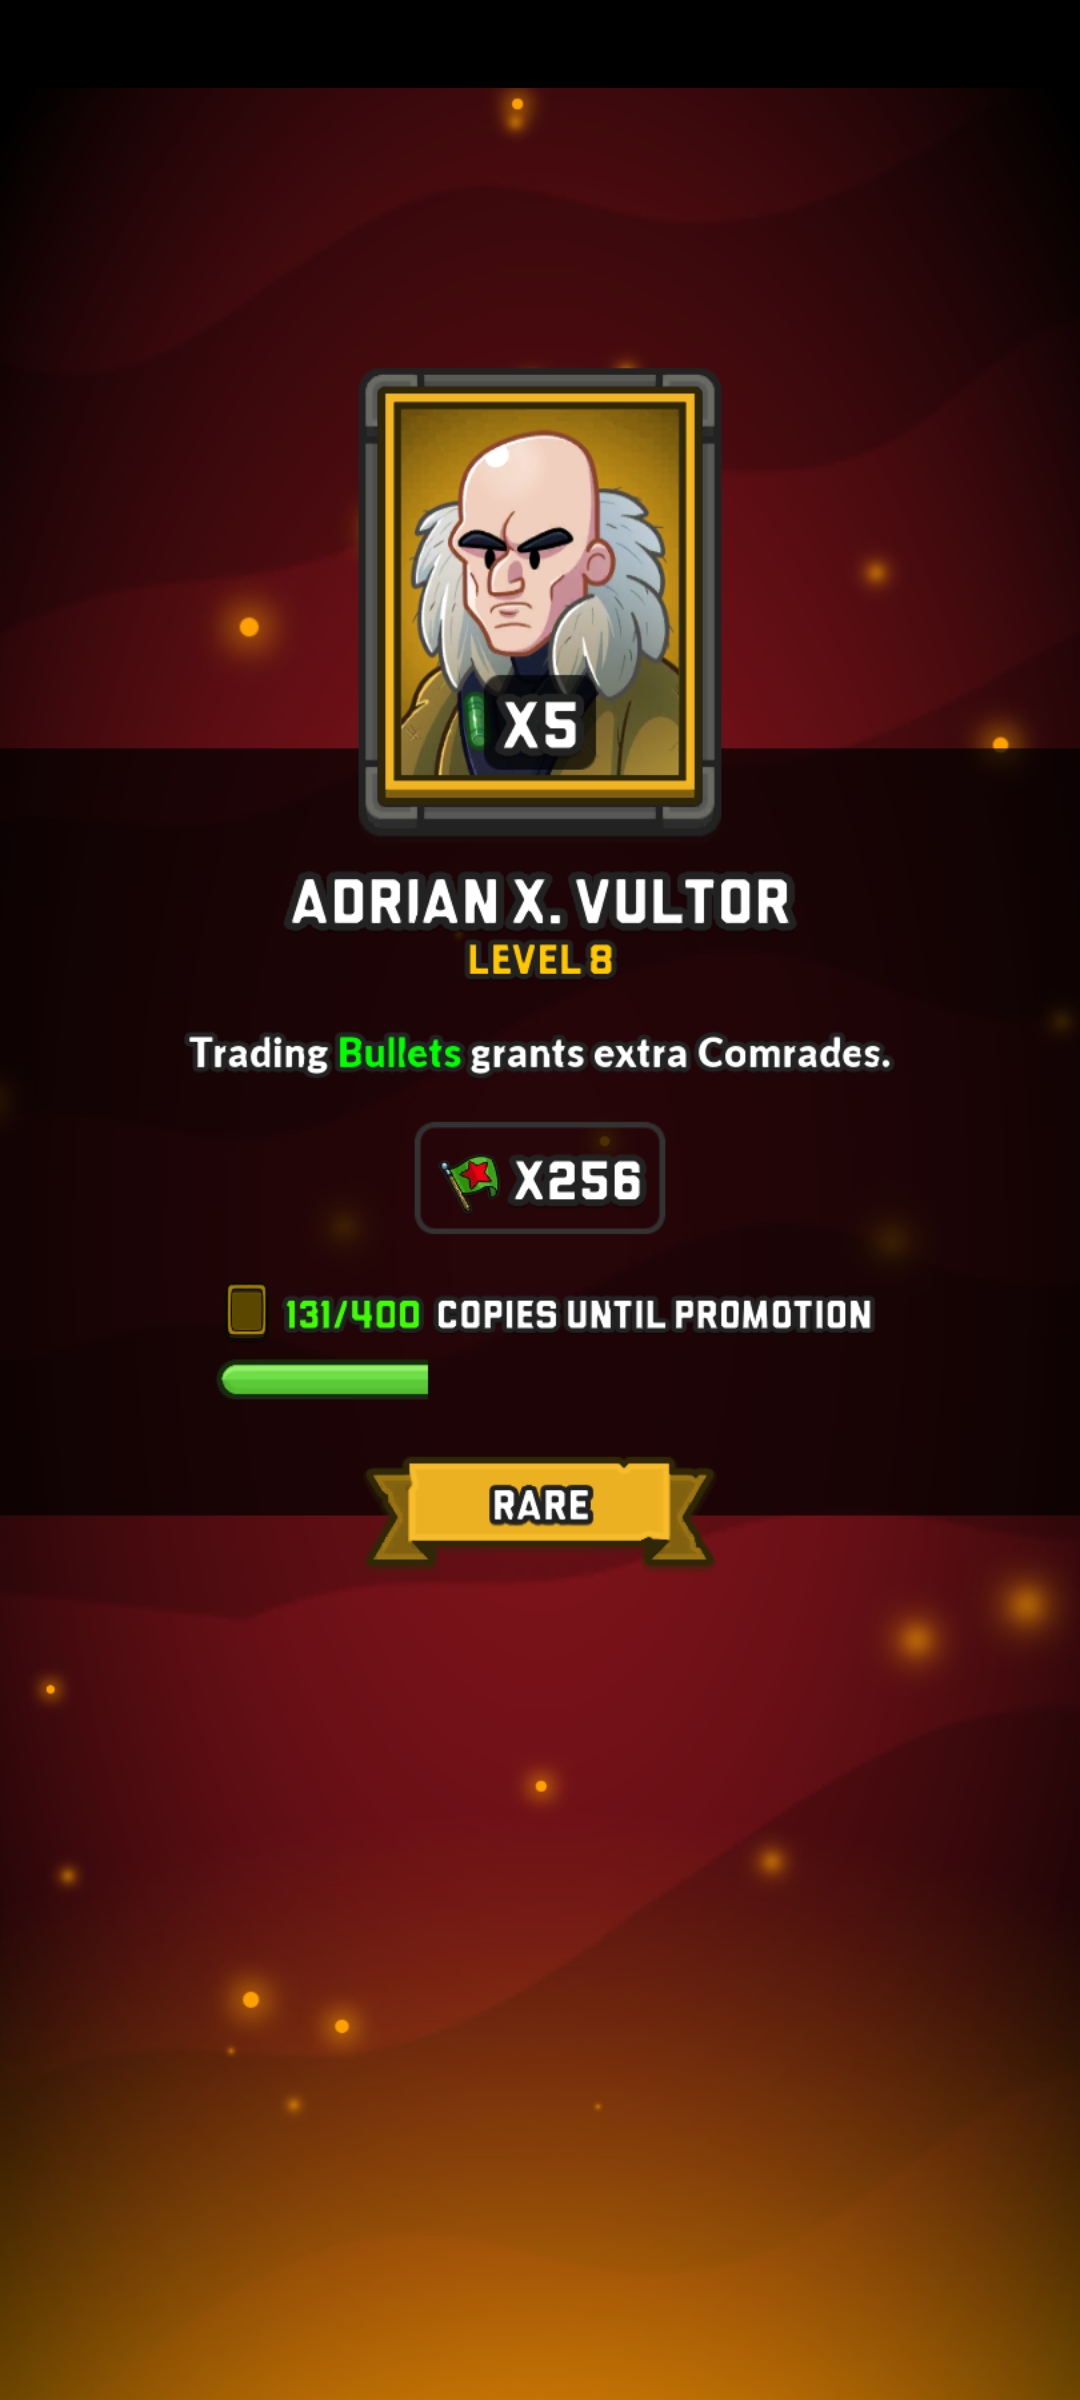 X5
ADRIAN X. VULTOR
LEVEL 8
Trading Bullets grants extra Comrades.
X256
131/400 COPIES UNTIL PROMOTION
RARE